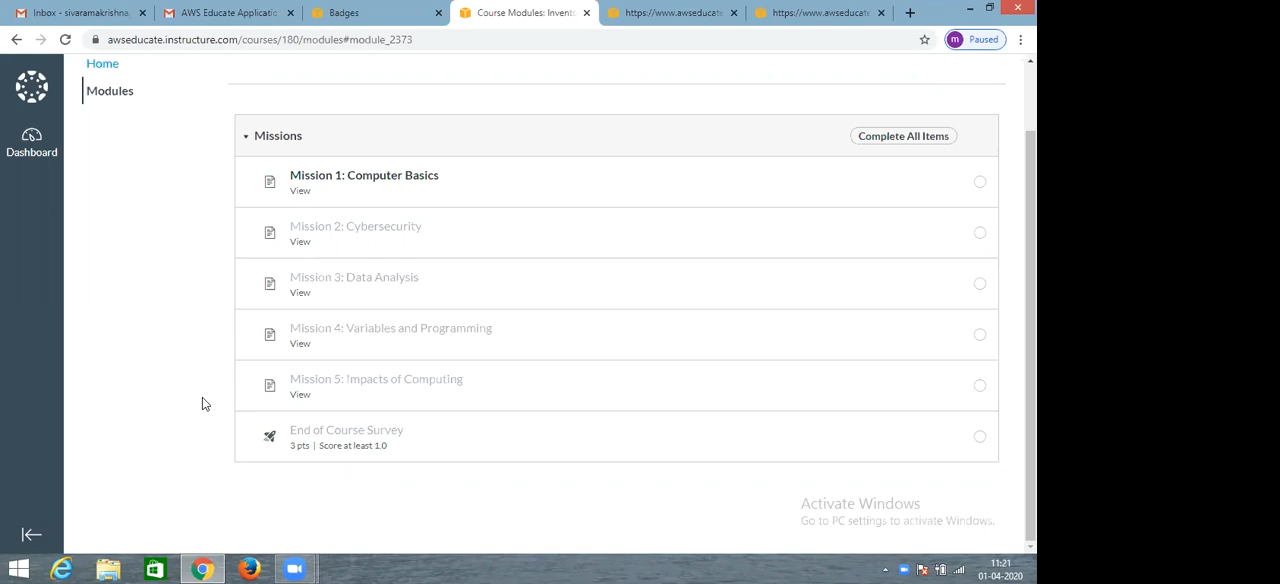 Inbox - sivaramakrishna
AWS Educate Applicatio
Badges
Course Modules: Invent
https://www.awseducate
https://www.awseducate
awseducate.instructure.com/courses/180/modules#module_2373
m Paused
Home
Modules
Dashboard
Missions
Complete All Items
Mission 1: Computer Basics
View
Mission 2: Cybersecurity
View
Mission 3: Data Analysis
View
Mission 4: Variables and Programming
View
Mission 5: Impacts of Computing
View
End of Course Survey
3 pts | Score at least 1.0
Activate Windows
Go to PC settings to activate Windows.
11:21
01-04-2020